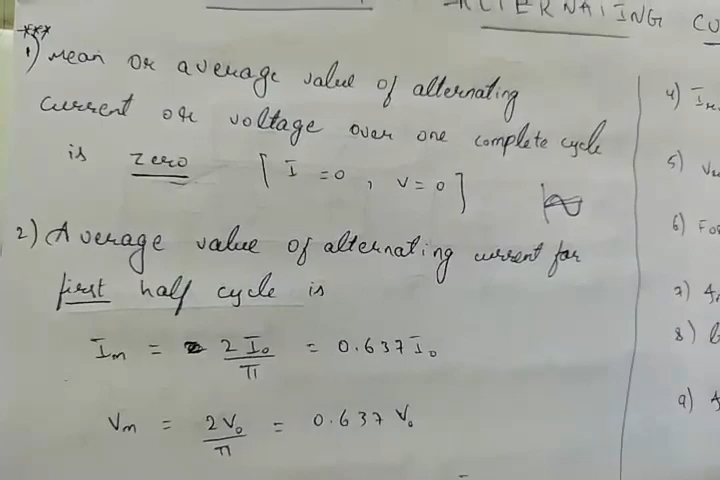 ALTERNATING CU
***
1) Mean or average value of alternating
current or voltage over one complete cycle
is zero [ I = 0 , V = 0 ]
2) Average value of alternating current for
first half cycle is
Im = 2I₀/π = 0.637 I₀
Vm = 2V₀/π = 0.637 V₀
4)
5)
6) For
7)
8)
9)